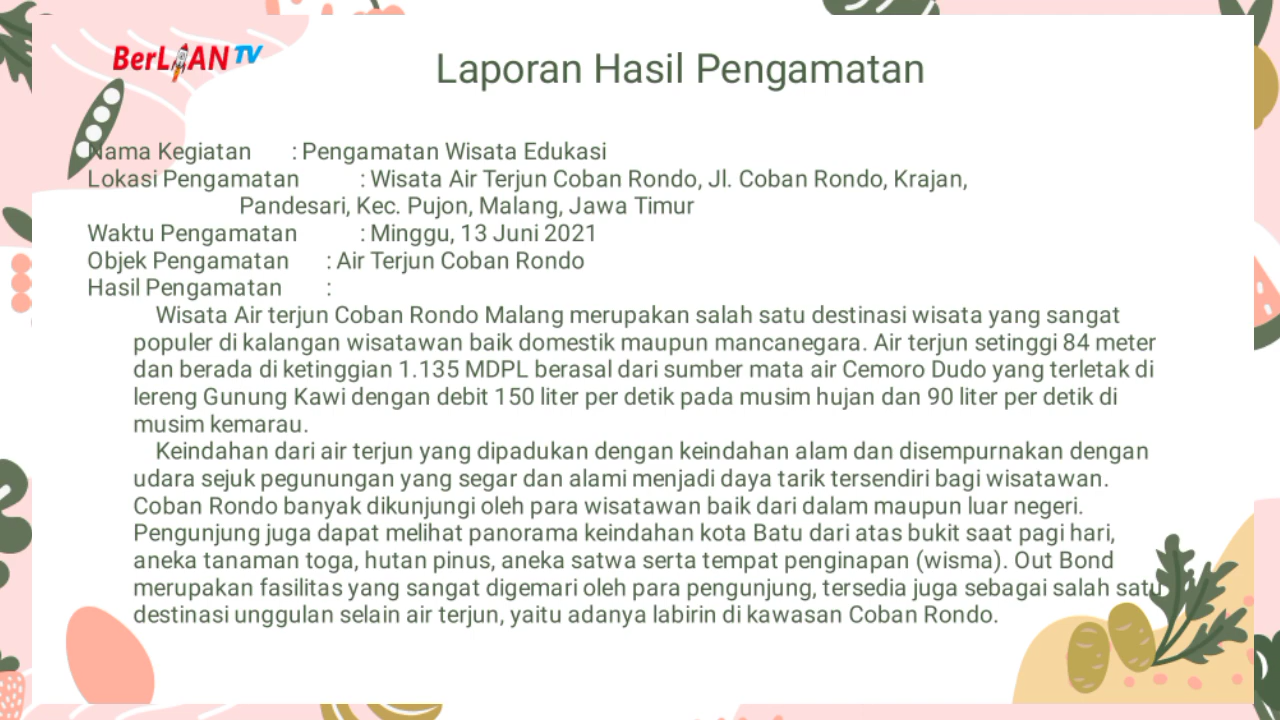 BerLIAN TV
Laporan Hasil Pengamatan
Nama Kegiatan : Pengamatan Wisata Edukasi
Lokasi Pengamatan : Wisata Air Terjun Coban Rondo, Jl. Coban Rondo, Krajan,
Pandesari, Kec. Pujon, Malang, Jawa Timur
Waktu Pengamatan : Minggu, 13 Juni 2021
Objek Pengamatan : Air Terjun Coban Rondo
Hasil Pengamatan :
Wisata Air terjun Coban Rondo Malang merupakan salah satu destinasi wisata yang sangat
populer di kalangan wisatawan baik domestik maupun mancanegara. Air terjun setinggi 84 meter
dan berada di ketinggian 1.135 MDPL berasal dari sumber mata air Cemoro Dudo yang terletak di
lereng Gunung Kawi dengan debit 150 liter per detik pada musim hujan dan 90 liter per detik di
musim kemarau.
Keindahan dari air terjun yang dipadukan dengan keindahan alam dan disempurnakan dengan
udara sejuk pegunungan yang segar dan alami menjadi daya tarik tersendiri bagi wisatawan.
Coban Rondo banyak dikunjungi oleh para wisatawan baik dari dalam maupun luar negeri.
Pengunjung juga dapat melihat panorama keindahan kota Batu dari atas bukit saat pagi hari,
aneka tanaman toga, hutan pinus, aneka satwa serta tempat penginapan (wisma). Out Bond
merupakan fasilitas yang sangat digemari oleh para pengunjung, tersedia juga sebagai salah satu
destinasi unggulan selain air terjun, yaitu adanya labirin di kawasan Coban Rondo.